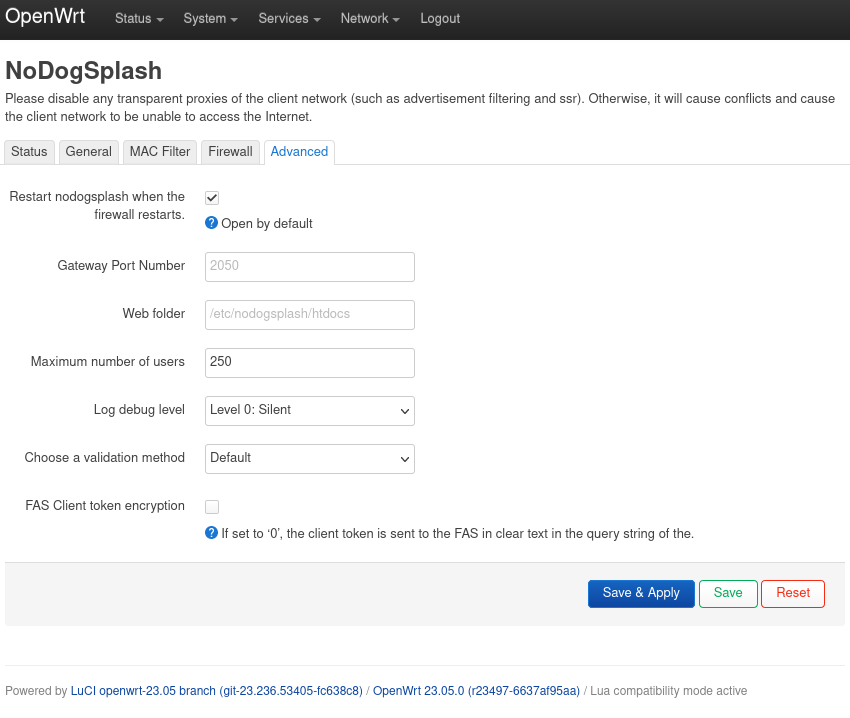 OpenWrt Status System Services Network Logout
NoDogSplash
Please disable any transparent proxies of the client network (such as advertisement filtering and ssr). Otherwise, it will cause conflicts and cause
the client network to be unable to access the Internet.
Status General MAC Filter Firewall Advanced
Restart nodogsplash when the
firewall restarts.
Open by default
Gateway Port Number 2050
Web folder /etc/nodogsplash/htdocs
Maximum number of users 250
Log debug level Level 0: Silent
Choose a validation method Default
FAS Client token encryption
If set to ‘0’, the client token is sent to the FAS in clear text in the query string of the.
Save & Apply Save Reset
Powered by LuCI openwrt-23.05 branch (git-23.236.53405-fc638c8) / OpenWrt 23.05.0 (r23497-6637af95aa) / Lua compatibility mode active